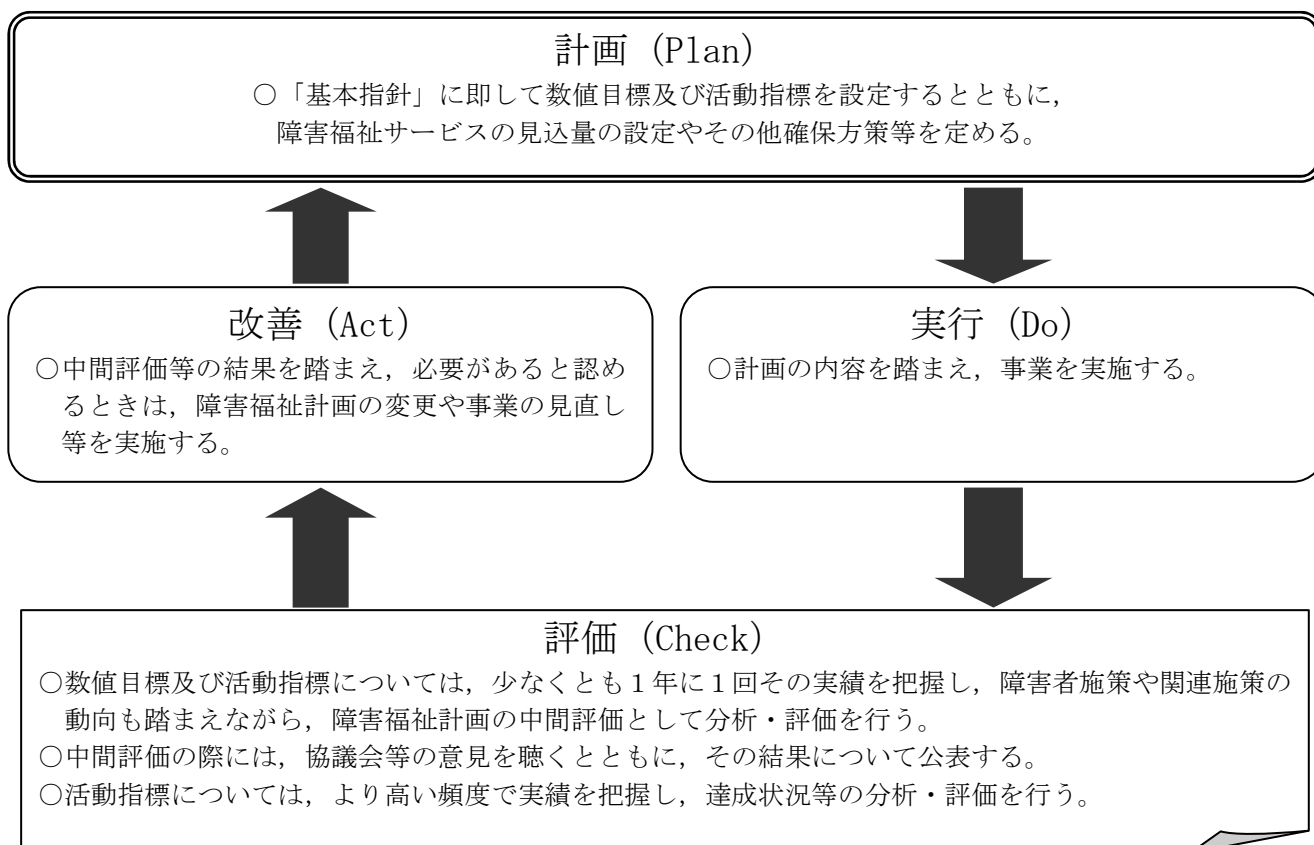 計画（Plan）
○「基本指針」に即して数値目標及び活動指標を設定するとともに，
障害福祉サービスの見込量の設定やその他確保方策等を定める。
改善（Act）
○中間評価等の結果を踏まえ，必要があると認め
るときは，障害福祉計画の変更や事業の見直し
等を実施する。
実行（Do）
○計画の内容を踏まえ，事業を実施する。
評価（Check）
○数値目標及び活動指標については，少なくとも１年に１回その実績を把握し，障害者施策や関連施策の
動向も踏まえながら，障害福祉計画の中間評価として分析・評価を行う。
○中間評価の際には，協議会等の意見を聴くとともに，その結果について公表する。
○活動指標については，より高い頻度で実績を把握し，達成状況等の分析・評価を行う。